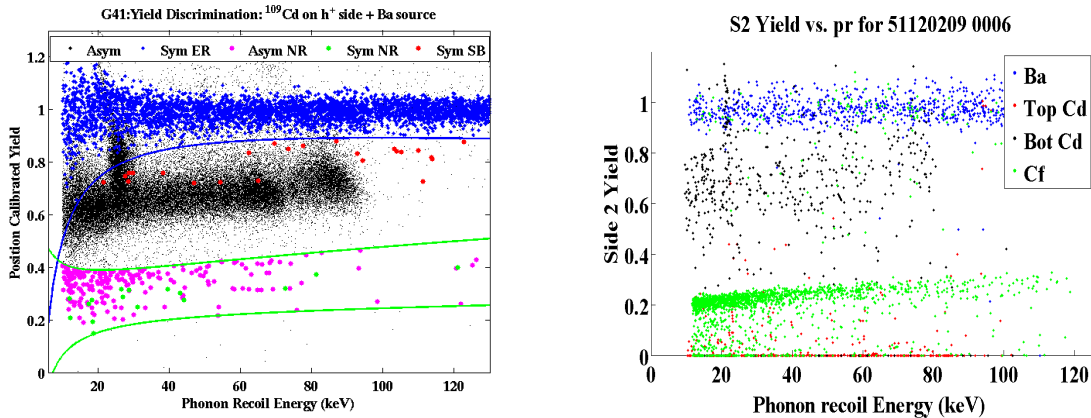 G41:Yield Discrimination: ¹⁰⁹Cd on h⁺ side + Ba source
Asym Sym ER Asym NR Sym NR Sym SB
1.2
1
0.8
0.6
0.4
0.2
0
Position Calibrated Yield
20 40 60 80 100 120
Phonon Recoil Energy (keV)
S2 Yield vs. pr for 51120209 0006
Ba
Top Cd
Bot Cd
Cf
1
0.8
0.6
0.4
0.2
0
Side 2 Yield
0 20 40 60 80 100 120
Phonon recoil Energy (keV)